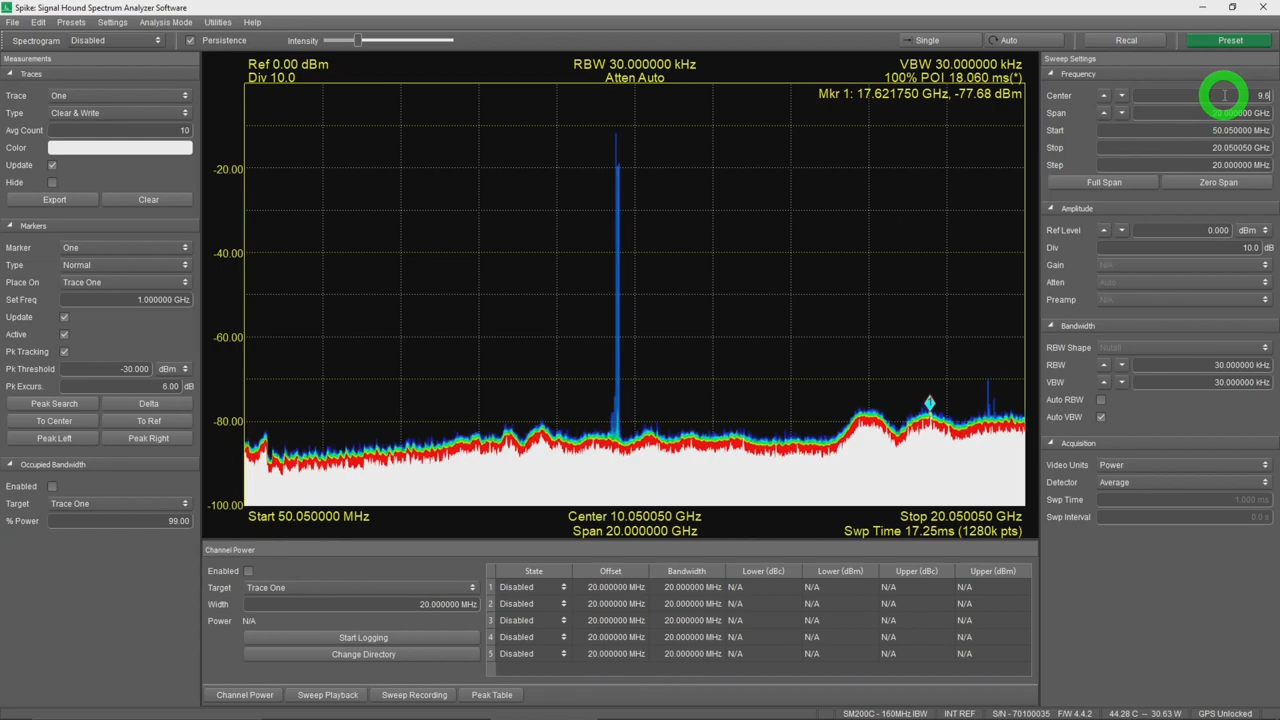 Spike: Signal Hound Spectrum Analyzer Software
File Edit Presets Settings Analysis Mode Utilities Help
Spectrogram Disabled Persistence Intensity Single Auto Recal Preset
Measurements
Traces
Trace One
Type Clear & Write
Avg Count 10
Color
Update
Hide
Export Clear
Markers
Marker One
Type Normal
Place On Trace One
Set Freq 1.000000 GHz
Update
Active
Pk Tracking
Pk Threshold -30.000 dBm
Pk Excurs. 6.00 dB
Peak Search Delta
To Center To Ref
Peak Left Peak Right
Occupied Bandwidth
Enabled
Target Trace One
% Power 99.00
Ref 0.00 dBm RBW 30.000000 kHz VBW 30.000000 kHz
Div 10.0 Atten Auto 100% POI 18.060 ms(*)
Mkr 1: 17.621750 GHz, -77.68 dBm
-20.00
-40.00
-60.00
1
-80.00
-100.00
Start 50.050000 MHz Center 10.050050 GHz Stop 20.050050 GHz
Span 20.000000 GHz Swp Time 17.25ms (1280k pts)
Channel Power
Enabled
Target Trace One
Width 20.000000 MHz
Power N/A
Start Logging
Change Directory
State Offset Bandwidth Lower (dBc) Lower (dBm) Upper (dBc) Upper (dBm)
1 Disabled 20.000000 MHz 20.000000 MHz N/A N/A N/A N/A
2 Disabled 20.000000 MHz 20.000000 MHz N/A N/A N/A N/A
3 Disabled 20.000000 MHz 20.000000 MHz N/A N/A N/A N/A
4 Disabled 20.000000 MHz 20.000000 MHz N/A N/A N/A N/A
5 Disabled 20.000000 MHz 20.000000 MHz N/A N/A N/A N/A
Channel Power Sweep Playback Sweep Recording Peak Table
Sweep Settings
Frequency
Center 9.6
Span 20.000000 GHz
Start 50.050000 MHz
Stop 20.050050 GHz
Step 20.000000 MHz
Full Span Zero Span
Amplitude
Ref Level 0.000 dBm
Div 10.0 dB
Gain N/A
Atten Auto
Preamp N/A
Bandwidth
RBW Shape Nutall
RBW 30.000000 kHz
VBW 30.000000 kHz
Auto RBW
Auto VBW
Acquisition
Video Units Power
Detector Average
Swp Time 1.000 ms
Swp Interval 0.0 s
SM200C - 160MHz IBW INT REF S/N - 70100035 F/W 4.4.2 44.28 C -- 30.63 W GPS Unlocked